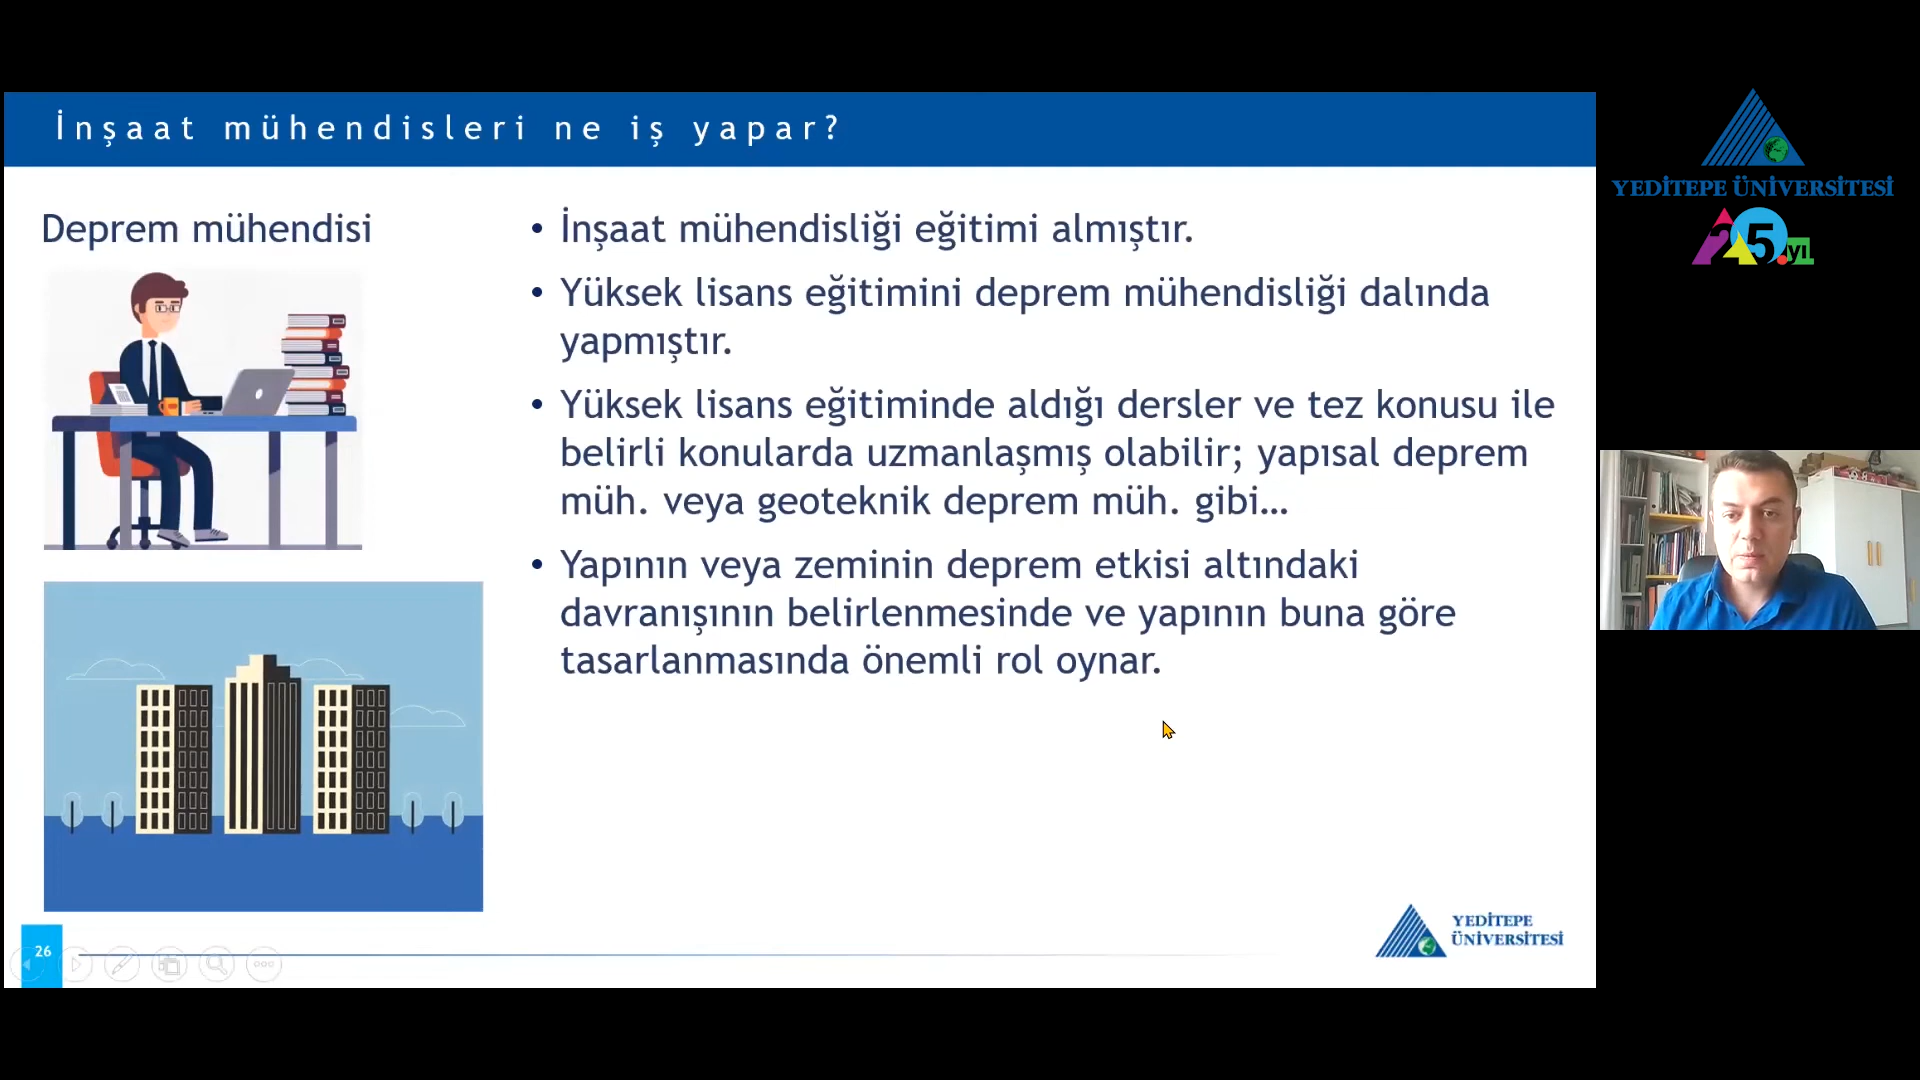 İnşaat mühendisleri ne iş yapar?
Deprem mühendisi
• İnşaat mühendisliği eğitimi almıştır.
• Yüksek lisans eğitimini deprem mühendisliği dalında
yapmıştır.
• Yüksek lisans eğitiminde aldığı dersler ve tez konusu ile
belirli konularda uzmanlaşmış olabilir; yapısal deprem
müh. veya geoteknik deprem müh. gibi…
• Yapının veya zeminin deprem etkisi altındaki
davranışının belirlenmesinde ve yapının buna göre
tasarlanmasında önemli rol oynar.
26
YEDİTEPE
ÜNİVERSİTESİ
YEDİTEPE ÜNİVERSİTESİ
25.yıl